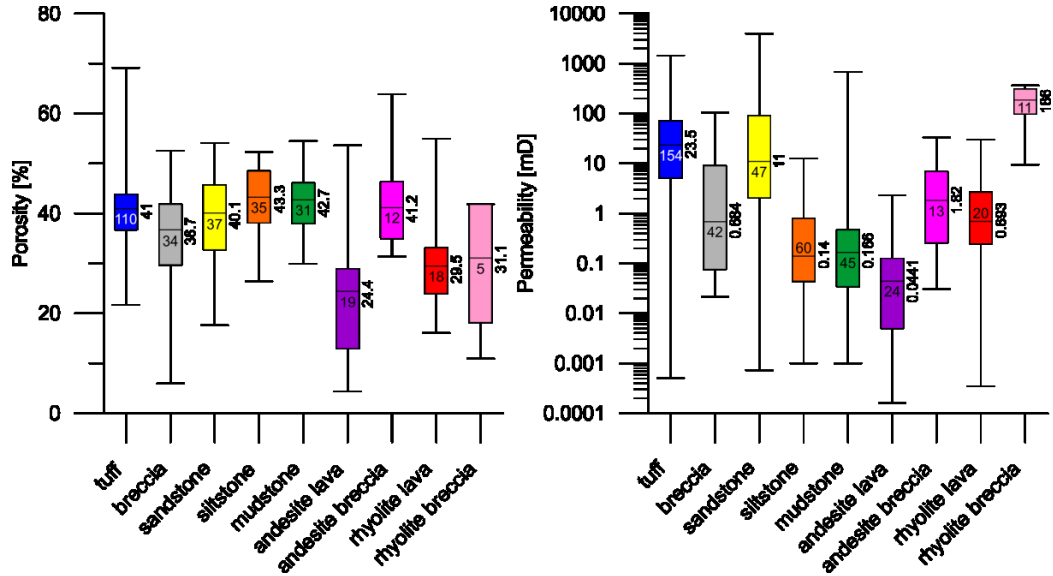 80
60
40
20
0
Porosity [%]
110
41
34
36.7
37
40.1
35
43.3
31
42.7
19
24.4
12
41.2
18
29.5
5
31.1
tuff
breccia
sandstone
siltstone
mudstone
andesite lava
andesite breccia
rhyolite lava
rhyolite breccia
10000
1000
100
10
1
0.1
0.01
0.001
0.0001
Permeability [mD]
154
23.5
42
0.684
47
11
60
0.14
45
0.166
24
0.0441
13
1.82
20
0.693
11
186
tuff
breccia
sandstone
siltstone
mudstone
andesite lava
andesite breccia
rhyolite lava
rhyolite breccia